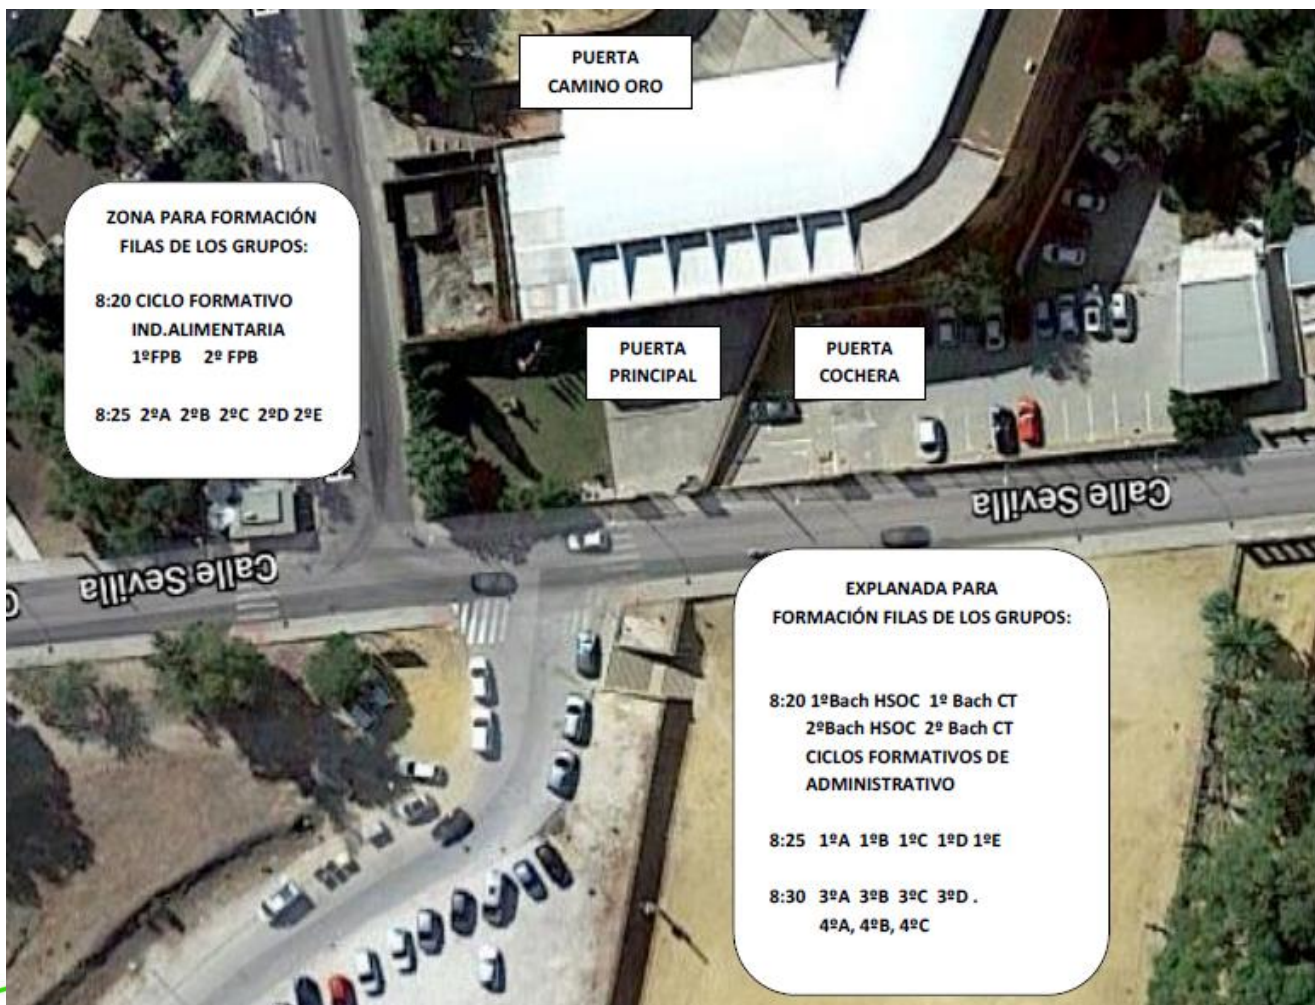 PUERTA
CAMINO ORO
ZONA PARA FORMACIÓN
FILAS DE LOS GRUPOS:
8:20 CICLO FORMATIVO
IND.ALIMENTARIA
1ºFPB 2º FPB
8:25 2ºA 2ºB 2ºC 2ºD 2ºE
PUERTA
PRINCIPAL
PUERTA
COCHERA
Calle Sevilla
Calle Sevilla
EXPLANADA PARA
FORMACIÓN FILAS DE LOS GRUPOS:
8:20 1ºBach HSOC 1º Bach CT
2ºBach HSOC 2º Bach CT
CICLOS FORMATIVOS DE
ADMINISTRATIVO
8:25 1ºA 1ºB 1ºC 1ºD 1ºE
8:30 3ºA 3ºB 3ºC 3ºD .
4ºA, 4ºB, 4ºC